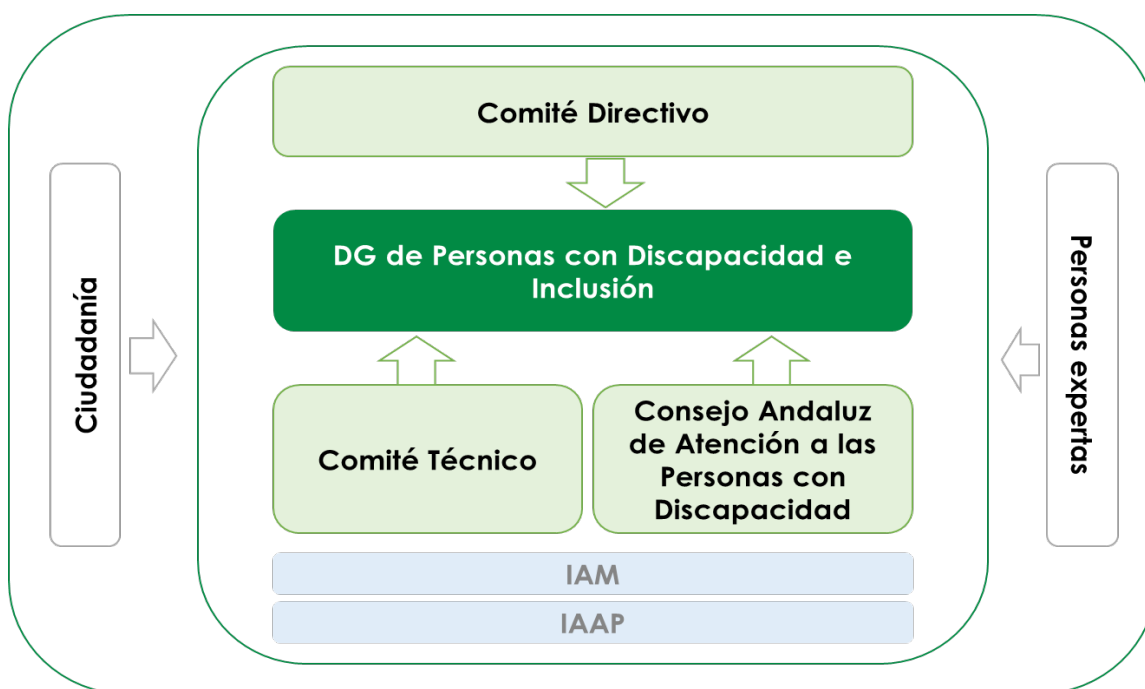 Comité Directivo
DG de Personas con Discapacidad e
Inclusión
Ciudadanía
Personas expertas
Comité Técnico
Consejo Andaluz
de Atención a las
Personas con
Discapacidad
IAM
IAAP